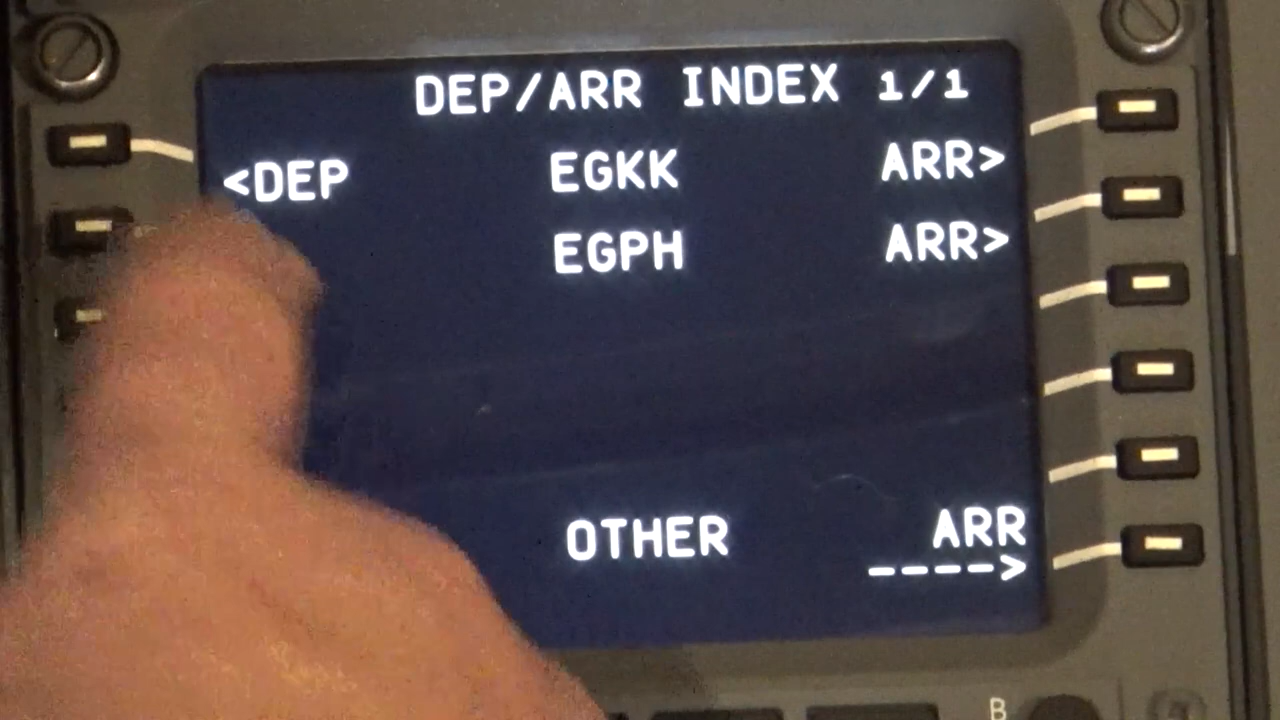 DEP/ARR INDEX 1/1
<DEP EGKK ARR>
EGPH ARR>
OTHER ARR
---->
B